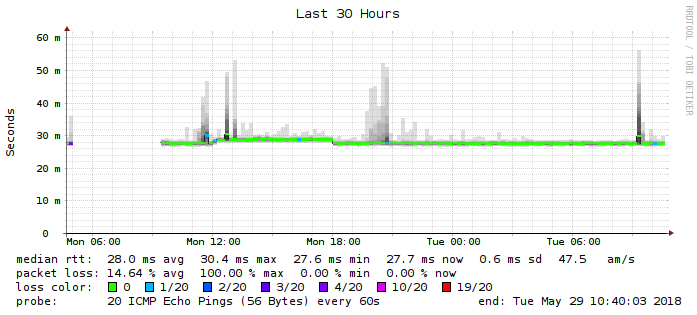 Last 30 Hours
RRDTOOL / TOBI OETIKER
Seconds
60 m
50 m
40 m
30 m
20 m
10 m
0
Mon 06:00 Mon 12:00 Mon 18:00 Tue 00:00 Tue 06:00
median rtt: 28.0 ms avg 30.4 ms max 27.6 ms min 27.7 ms now 0.6 ms sd 47.5 am/s
packet loss: 14.64 % avg 100.00 % max 0.00 % min 0.00 % now
loss color: 0 1/20 2/20 3/20 4/20 10/20 19/20
probe: 20 ICMP Echo Pings (56 Bytes) every 60s end: Tue May 29 10:40:03 2018